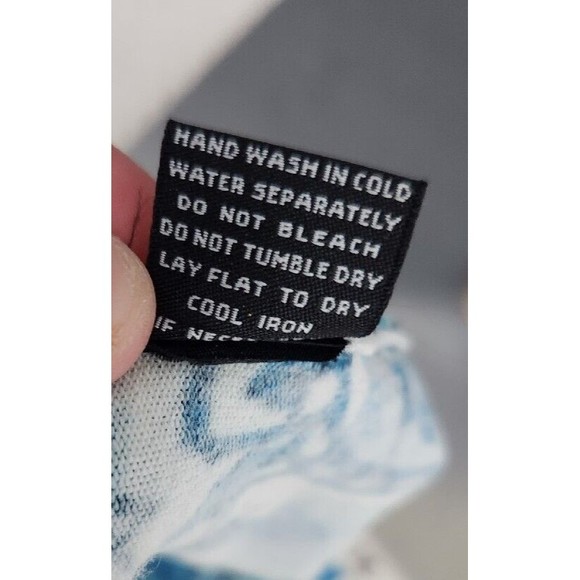 HAND WASH IN COLD
WATER SEPARATELY
DO NOT BLEACH
DO NOT TUMBLE DRY
LAY FLAT TO DRY
COOL IRON
IF